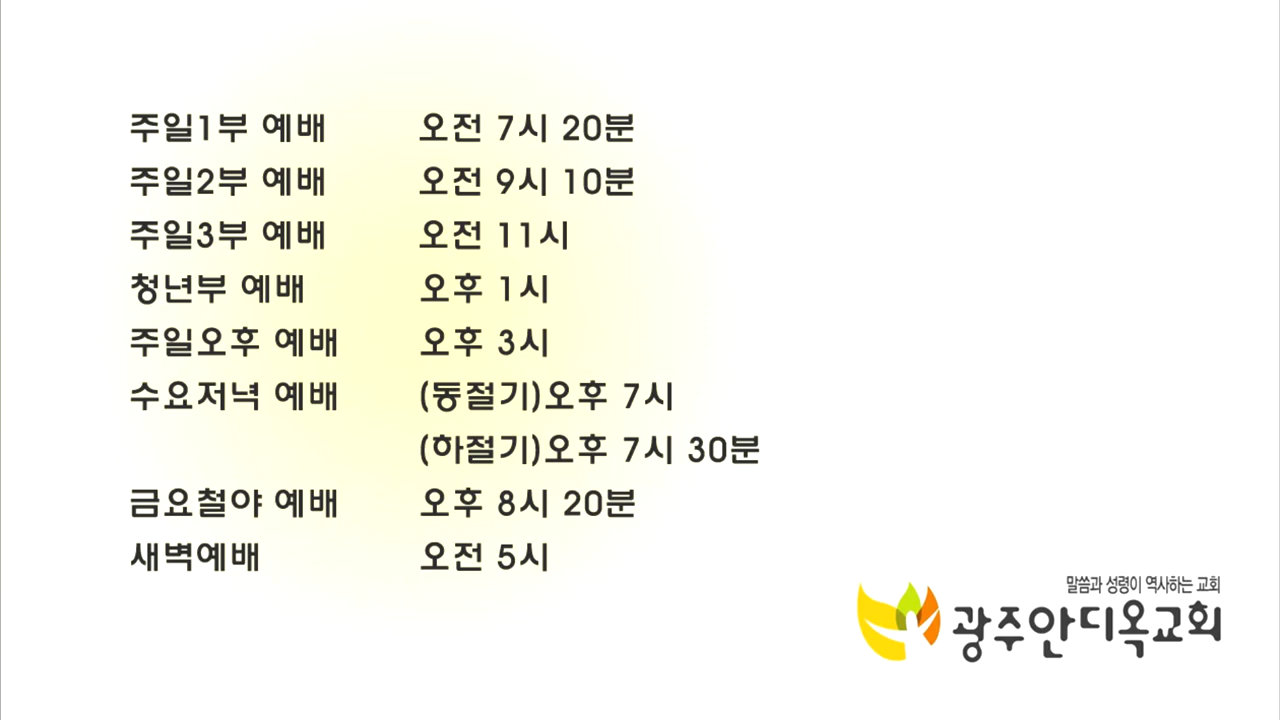 주일1부 예배 오전 7시 20분
주일2부 예배 오전 9시 10분
주일3부 예배 오전 11시
청년부 예배 오후 1시
주일오후 예배 오후 3시
수요저녁 예배 (동절기)오후 7시
(하절기)오후 7시 30분
금요철야 예배 오후 8시 20분
새벽예배 오전 5시
말씀과 성령이 역사하는 교회
광주안디옥교회